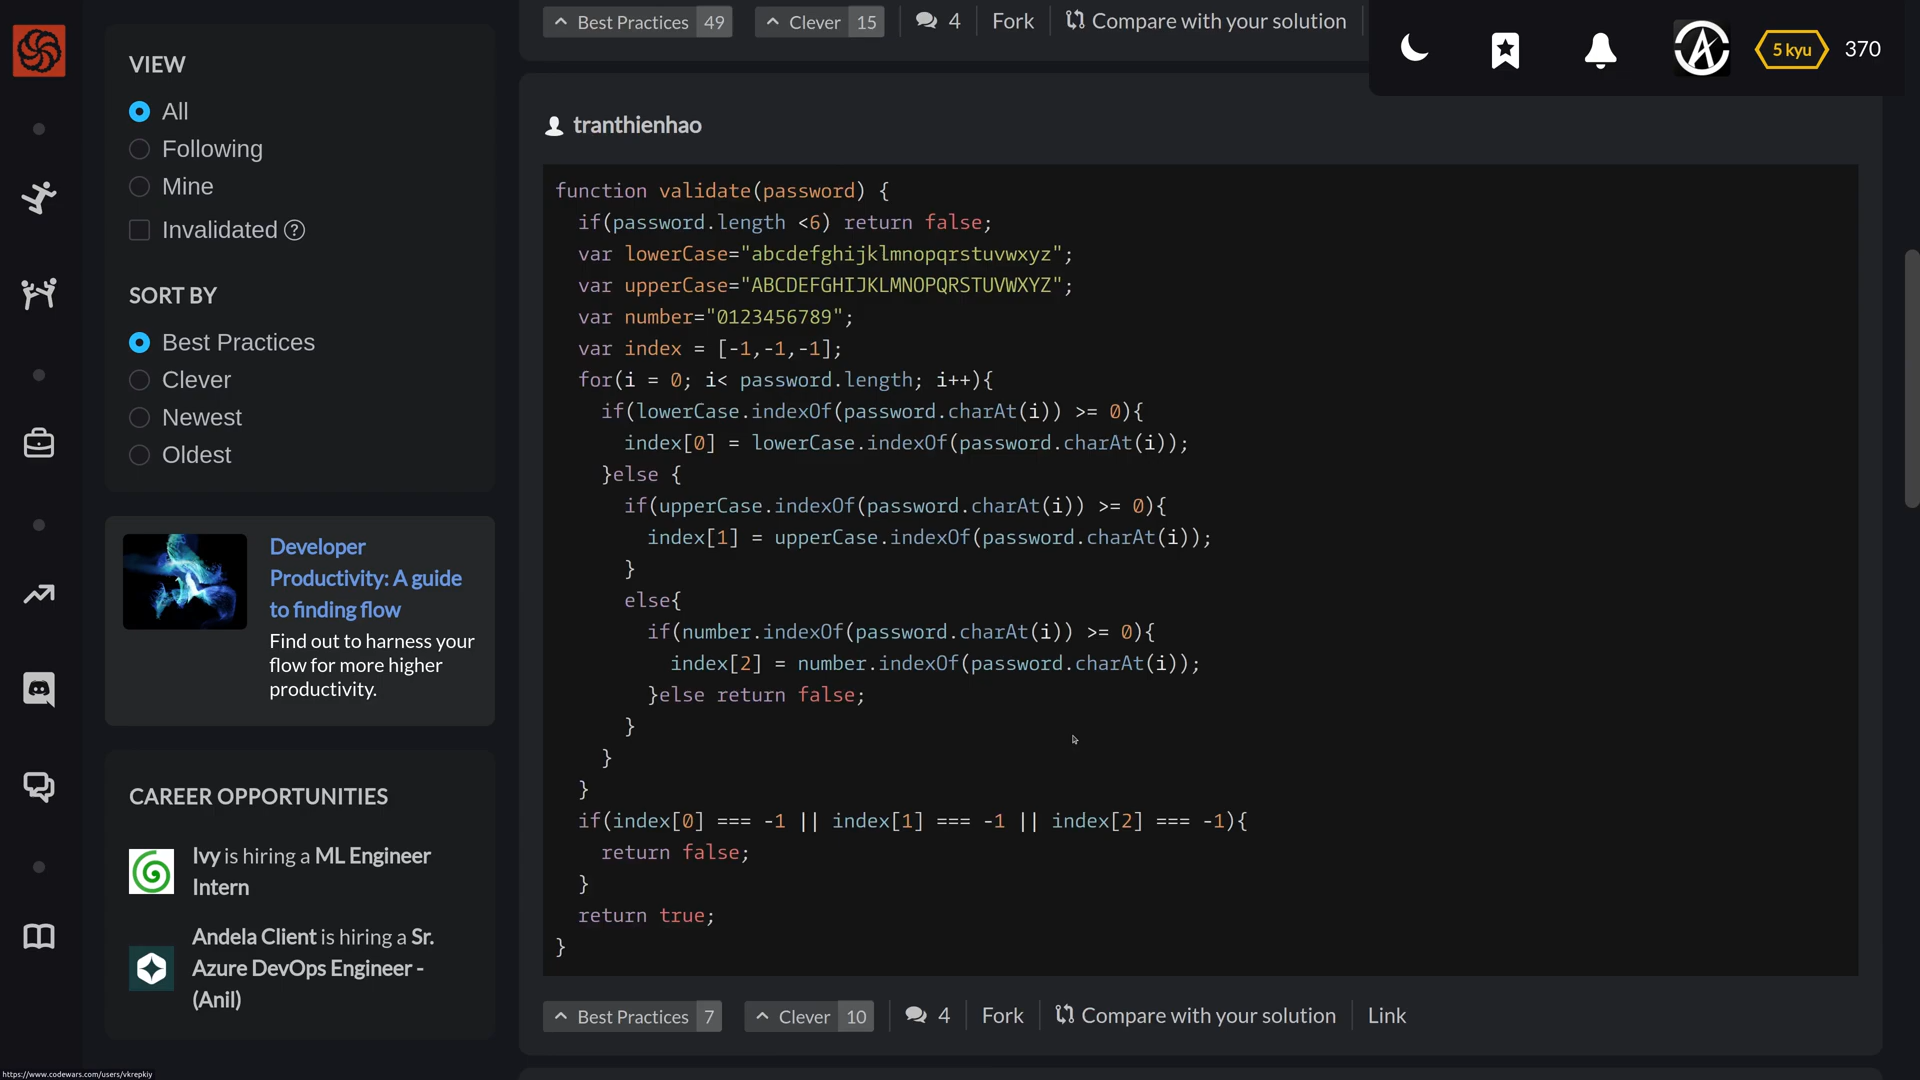 VIEW
All
Following
Mine
Invalidated ?
SORT BY
Best Practices
Clever
Newest
Oldest
Developer
Productivity: A guide
to finding flow
Find out to harness your
flow for more higher
productivity.
CAREER OPPORTUNITIES
Ivy is hiring a ML Engineer
Intern
Andela Client is hiring a Sr.
Azure DevOps Engineer -
(Anil)
Best Practices 49 Clever 15 4 Fork Compare with your solution
5 kyu 370
tranthienhao
function validate(password) {
  if(password.length <6) return false;
  var lowerCase="abcdefghijklmnopqrstuvwxyz";
  var upperCase="ABCDEFGHIJKLMNOPQRSTUVWXYZ";
  var number="0123456789";
  var index = [-1,-1,-1];
  for(i = 0; i< password.length; i++){
    if(lowerCase.indexOf(password.charAt(i)) >= 0){
      index[0] = lowerCase.indexOf(password.charAt(i));
    }else {
      if(upperCase.indexOf(password.charAt(i)) >= 0){
        index[1] = upperCase.indexOf(password.charAt(i));
      }
      else{
        if(number.indexOf(password.charAt(i)) >= 0){
          index[2] = number.indexOf(password.charAt(i));
        }else return false;
      }
    }
  }
  if(index[0] === -1 || index[1] === -1 || index[2] === -1){
    return false;
  }
  return true;
}
Best Practices 7 Clever 10 4 Fork Compare with your solution Link
https://www.codewars.com/users/vkrepkiy